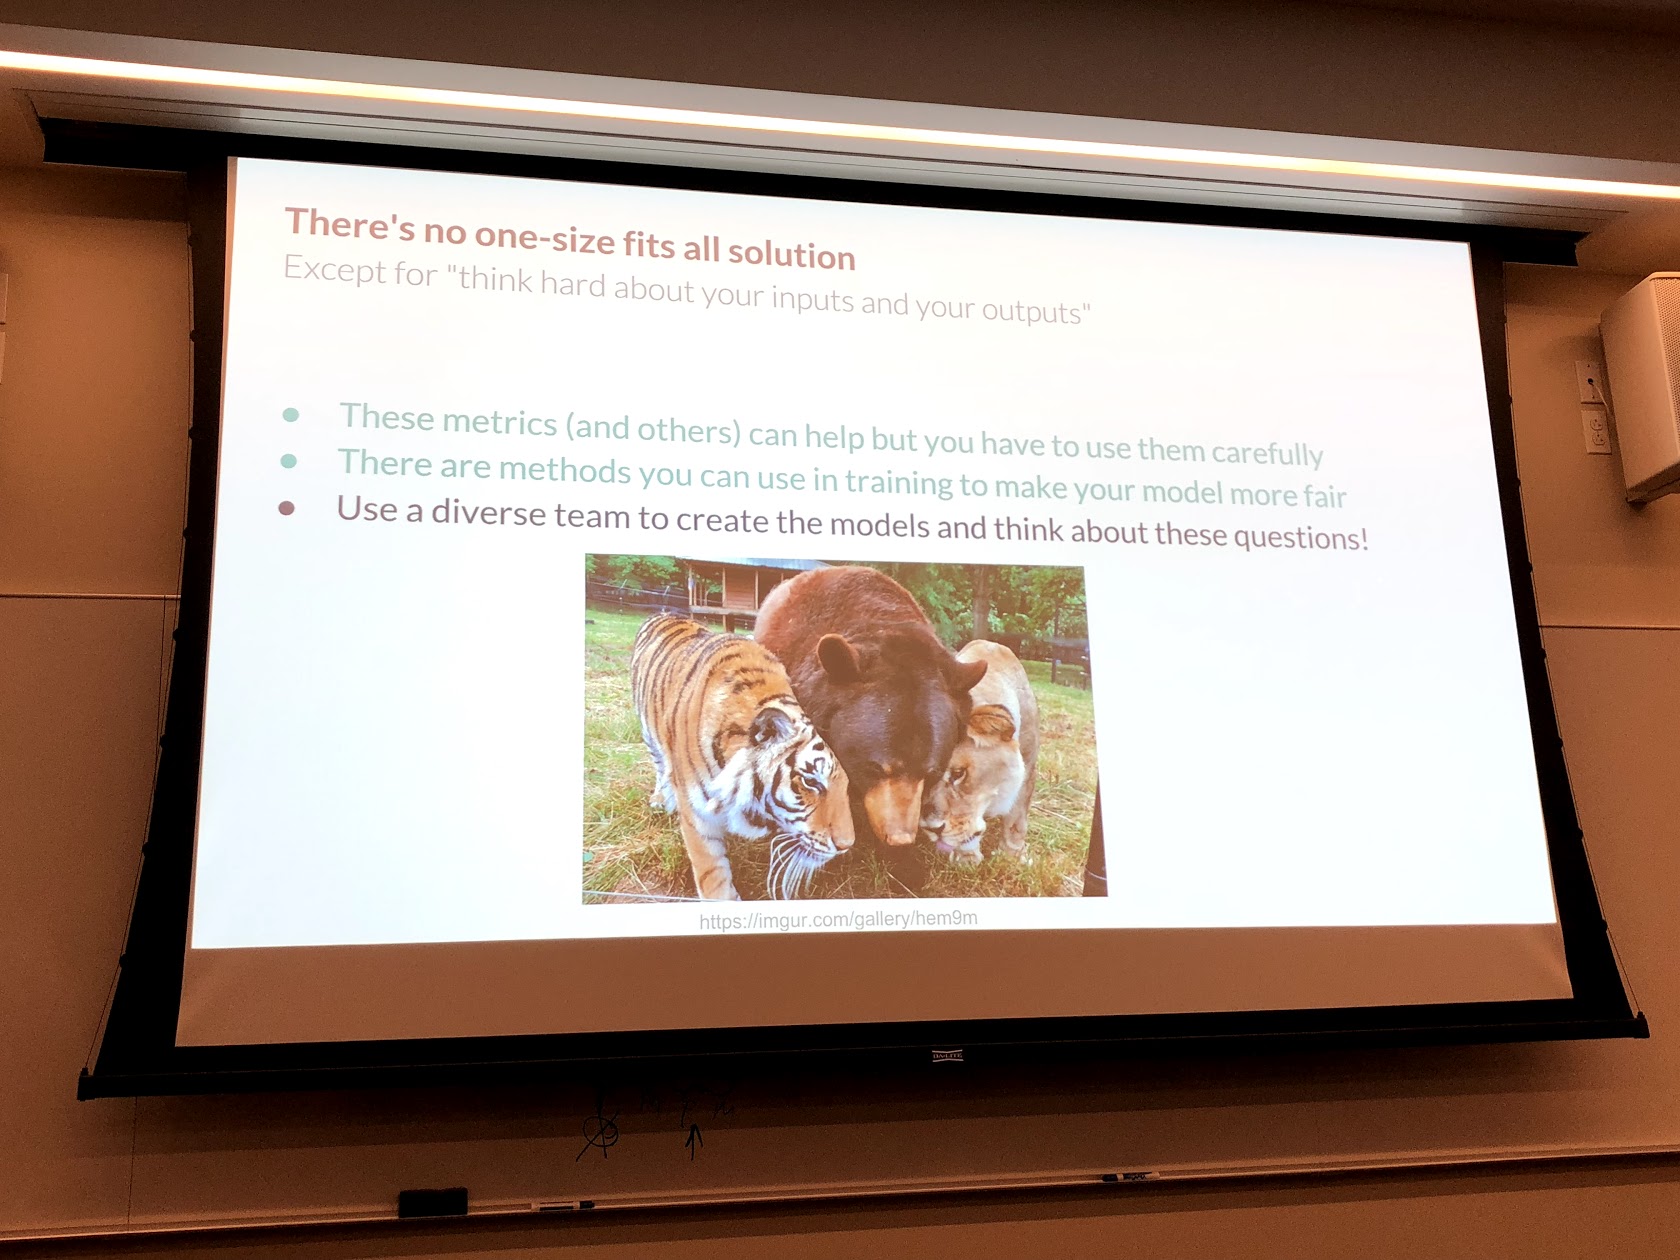 There's no one-size fits all solution
Except for "think hard about your inputs and your outputs"
● These metrics (and others) can help but you have to use them carefully
● There are methods you can use in training to make your model more fair
● Use a diverse team to create the models and think about these questions!
https://imgur.com/gallery/hem9m
DA-LITE